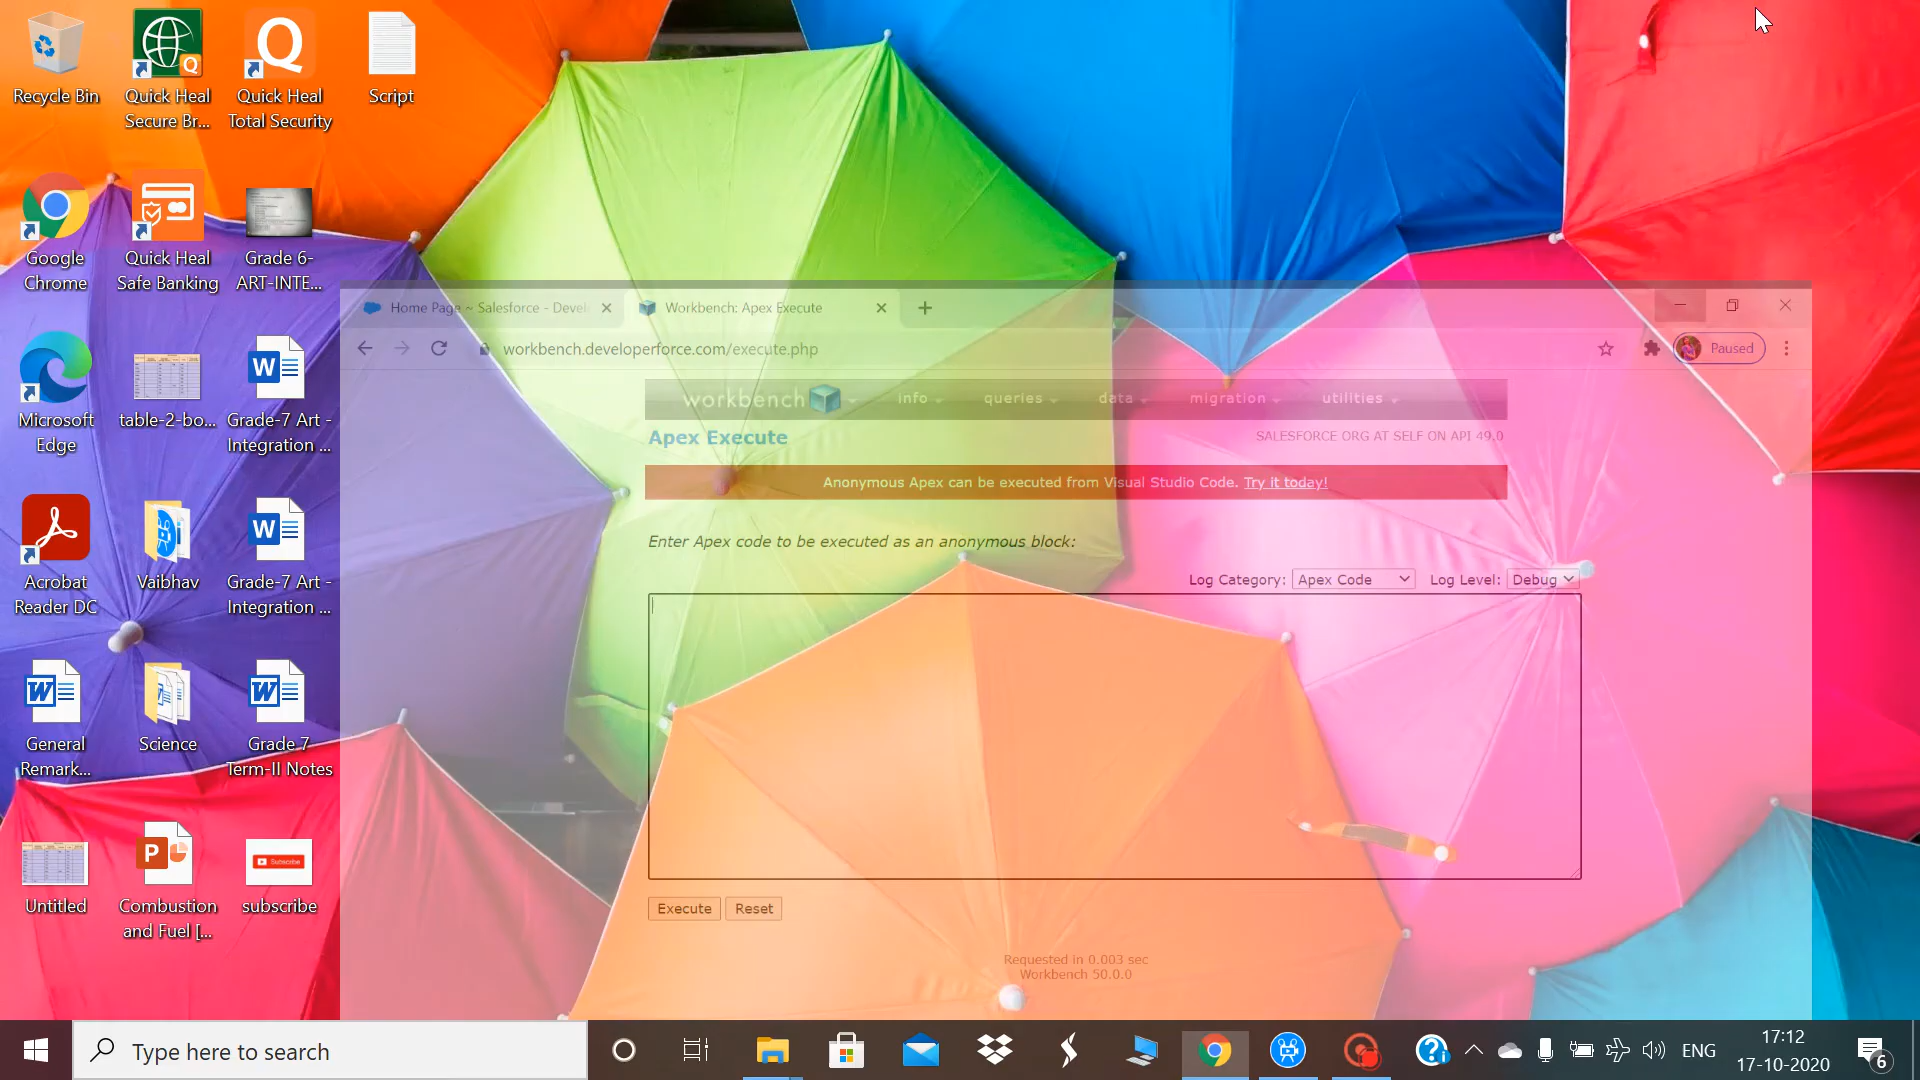 Recycle Bin
Quick Heal
Secure Br...
Quick Heal
Total Security
Script
Google
Chrome
Quick Heal
Safe Banking
Grade 6-
ART-INTE...
Microsoft
Edge
table-2-bo...
Grade-7 Art -
Integration ...
Acrobat
Reader DC
Vaibhav
Grade-7 Art -
Integration ...
General
Remark...
Science
Grade 7
Term-II Notes
Untitled
Combustion
and Fuel [...
Subscribe
subscribe
Home Page ~ Salesforce - Devel
Workbench: Apex Execute
workbench.developerforce.com/execute.php
Paused
workbench
info
queries
data
migration
utilities
Apex Execute
SALESFORCE ORG AT SELF ON API 49.0
Anonymous Apex can be executed from Visual Studio Code. Try it today!
Enter Apex code to be executed as an anonymous block:
Log Category: Apex Code Log Level: Debug
Execute Reset
Requested in 0.003 sec
Workbench 50.0.0
Type here to search
ENG
17:12
17-10-2020
6